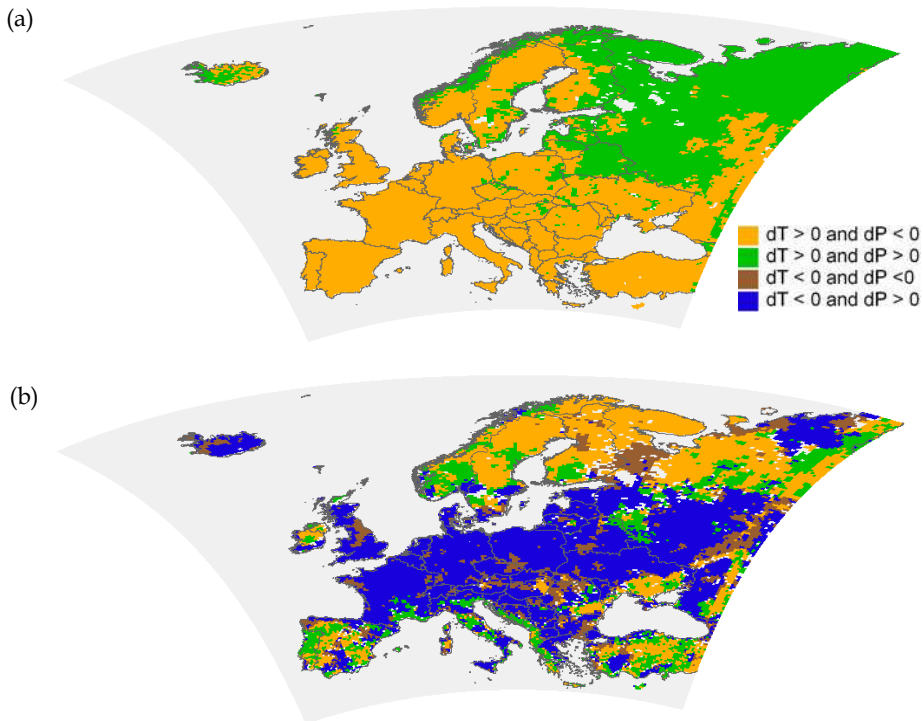 (a)
dT > 0 and dP < 0
dT > 0 and dP > 0
dT < 0 and dP <0
dT < 0 and dP > 0
(b)